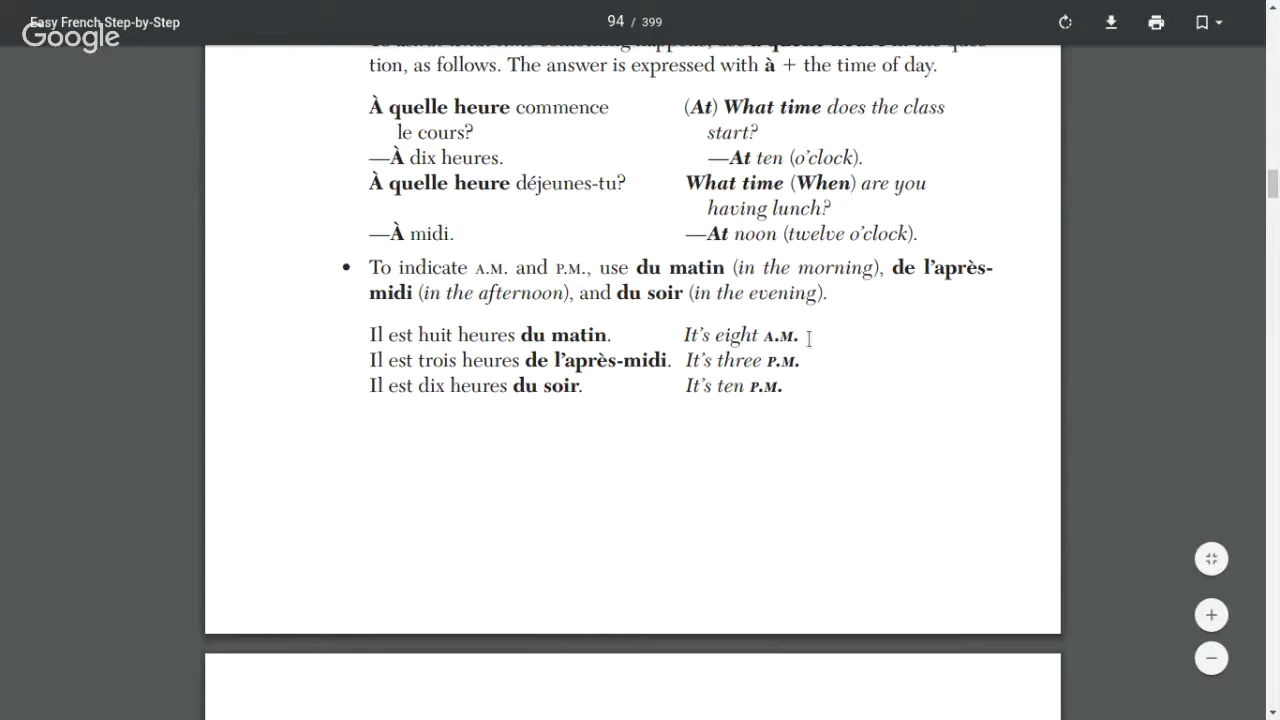 Easy French Step-by-Step
Google
94 / 399
tion, as follows. The answer is expressed with à + the time of day.
À quelle heure commence
le cours?
(At) What time does the class
start?
—À dix heures.
—At ten (o'clock).
À quelle heure déjeunes-tu?
What time (When) are you
having lunch?
—À midi.
—At noon (twelve o'clock).
• To indicate A.M. and P.M., use du matin (in the morning), de l'après-
midi (in the afternoon), and du soir (in the evening).
Il est huit heures du matin.
It's eight A.M.
Il est trois heures de l'après-midi.
It's three P.M.
Il est dix heures du soir.
It's ten P.M.